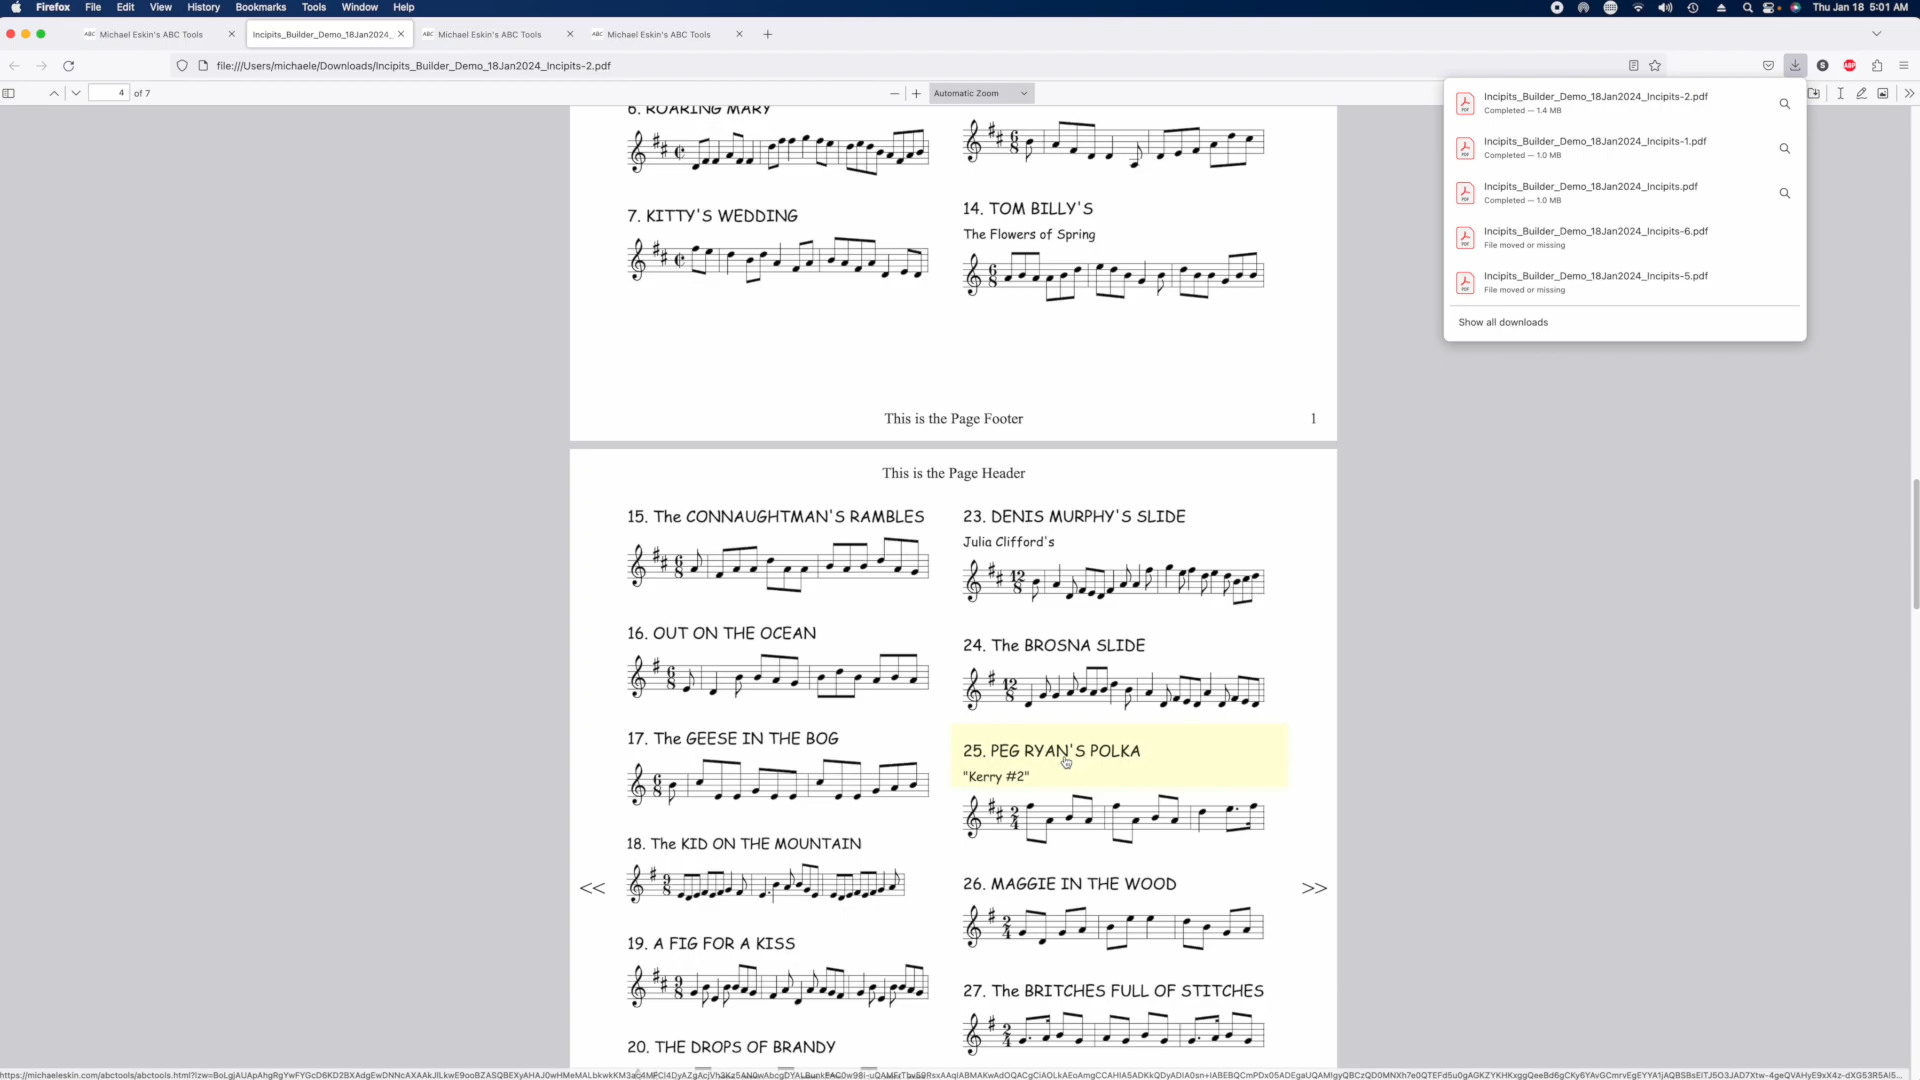 Firefox File Edit View History Bookmarks Tools Window Help
Thu Jan 18 5:01 AM
ABC Michael Eskin's ABC Tools
Incipits_Builder_Demo_18Jan2024_
ABC Michael Eskin's ABC Tools
ABC Michael Eskin's ABC Tools
file:///Users/michaele/Downloads/Incipits_Builder_Demo_18Jan2024_Incipits-2.pdf
4 of 7
Automatic Zoom
Incipits_Builder_Demo_18Jan2024_Incipits-2.pdf
Completed — 1.4 MB
Incipits_Builder_Demo_18Jan2024_Incipits-1.pdf
Completed — 1.0 MB
Incipits_Builder_Demo_18Jan2024_Incipits.pdf
Completed — 1.0 MB
Incipits_Builder_Demo_18Jan2024_Incipits-6.pdf
File moved or missing
Incipits_Builder_Demo_18Jan2024_Incipits-5.pdf
File moved or missing
Show all downloads
6. ROARING MARY
7. KITTY'S WEDDING
14. TOM BILLY'S
The Flowers of Spring
This is the Page Footer
1
This is the Page Header
15. The CONNAUGHTMAN'S RAMBLES
16. OUT ON THE OCEAN
17. The GEESE IN THE BOG
18. The KID ON THE MOUNTAIN
<<
19. A FIG FOR A KISS
20. THE DROPS OF BRANDY
23. DENIS MURPHY'S SLIDE
Julia Clifford's
24. The BROSNA SLIDE
25. PEG RYAN'S POLKA
"Kerry #2"
26. MAGGIE IN THE WOOD
>>
27. The BRITCHES FULL OF STITCHES